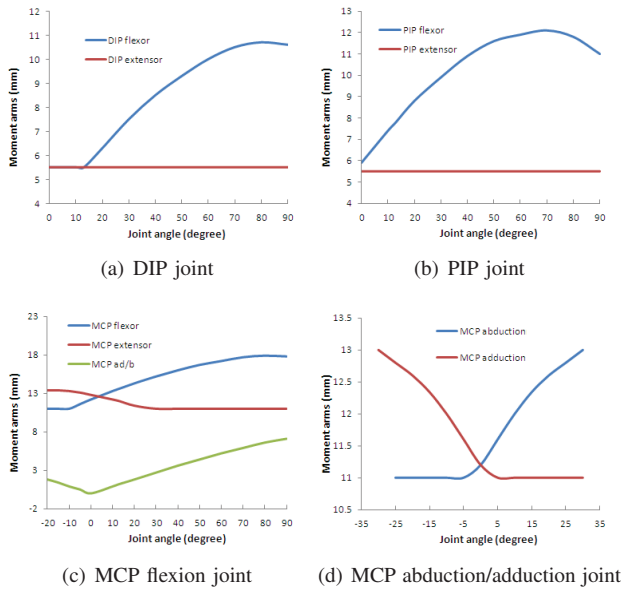 12
11
10
9
8
7
6
5
4
Moment arms (mm)
DIP flexor
DIP extensor
0 10 20 30 40 50 60 70 80 90
Joint angle (degree)
(a) DIP joint
13
12
11
10
9
8
7
6
5
4
Moment arms (mm)
PIP flexor
PIP extensor
0 10 20 30 40 50 60 70 80 90
Joint angle (degree)
(b) PIP joint
23
18
13
8
3
-2
Moment arms (mm)
MCP flexor
MCP extensor
MCP ad/b
-20 -10 0 10 20 30 40 50 60 70 80 90
Joint angle (degree)
(c) MCP flexion joint
13.5
13
12.5
12
11.5
11
10.5
Moment arms (mm)
MCP abduction
MCP adduction
-35 -25 -15 -5 5 15 25 35
Joint angle (degree)
(d) MCP abduction/adduction joint